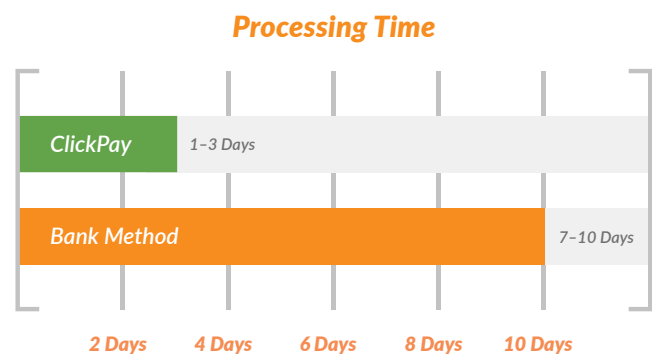 Processing Time
ClickPay
1–3 Days
Bank Method
7–10 Days
2 Days 4 Days 6 Days 8 Days 10 Days